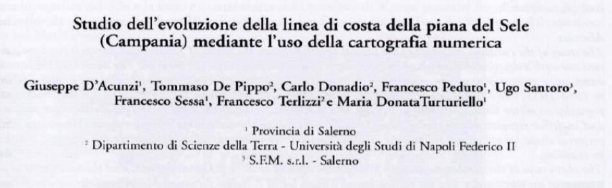 Studio dell'evoluzione della linea di costa della piana del Sele
(Campania) mediante l'uso della cartografia numerica
Giuseppe D'Acunzi¹, Tommaso De Pippo², Carlo Donadio², Francesco Peduto¹, Ugo Santoro³,
Francesco Sessa¹, Francesco Terlizzi² e Maria DonataTurturiello¹
¹ Provincia di Salerno
² Dipartimento di Scienze della Terra - Università degli Studi di Napoli Federico II
³ S.F.M. s.r.l. - Salerno